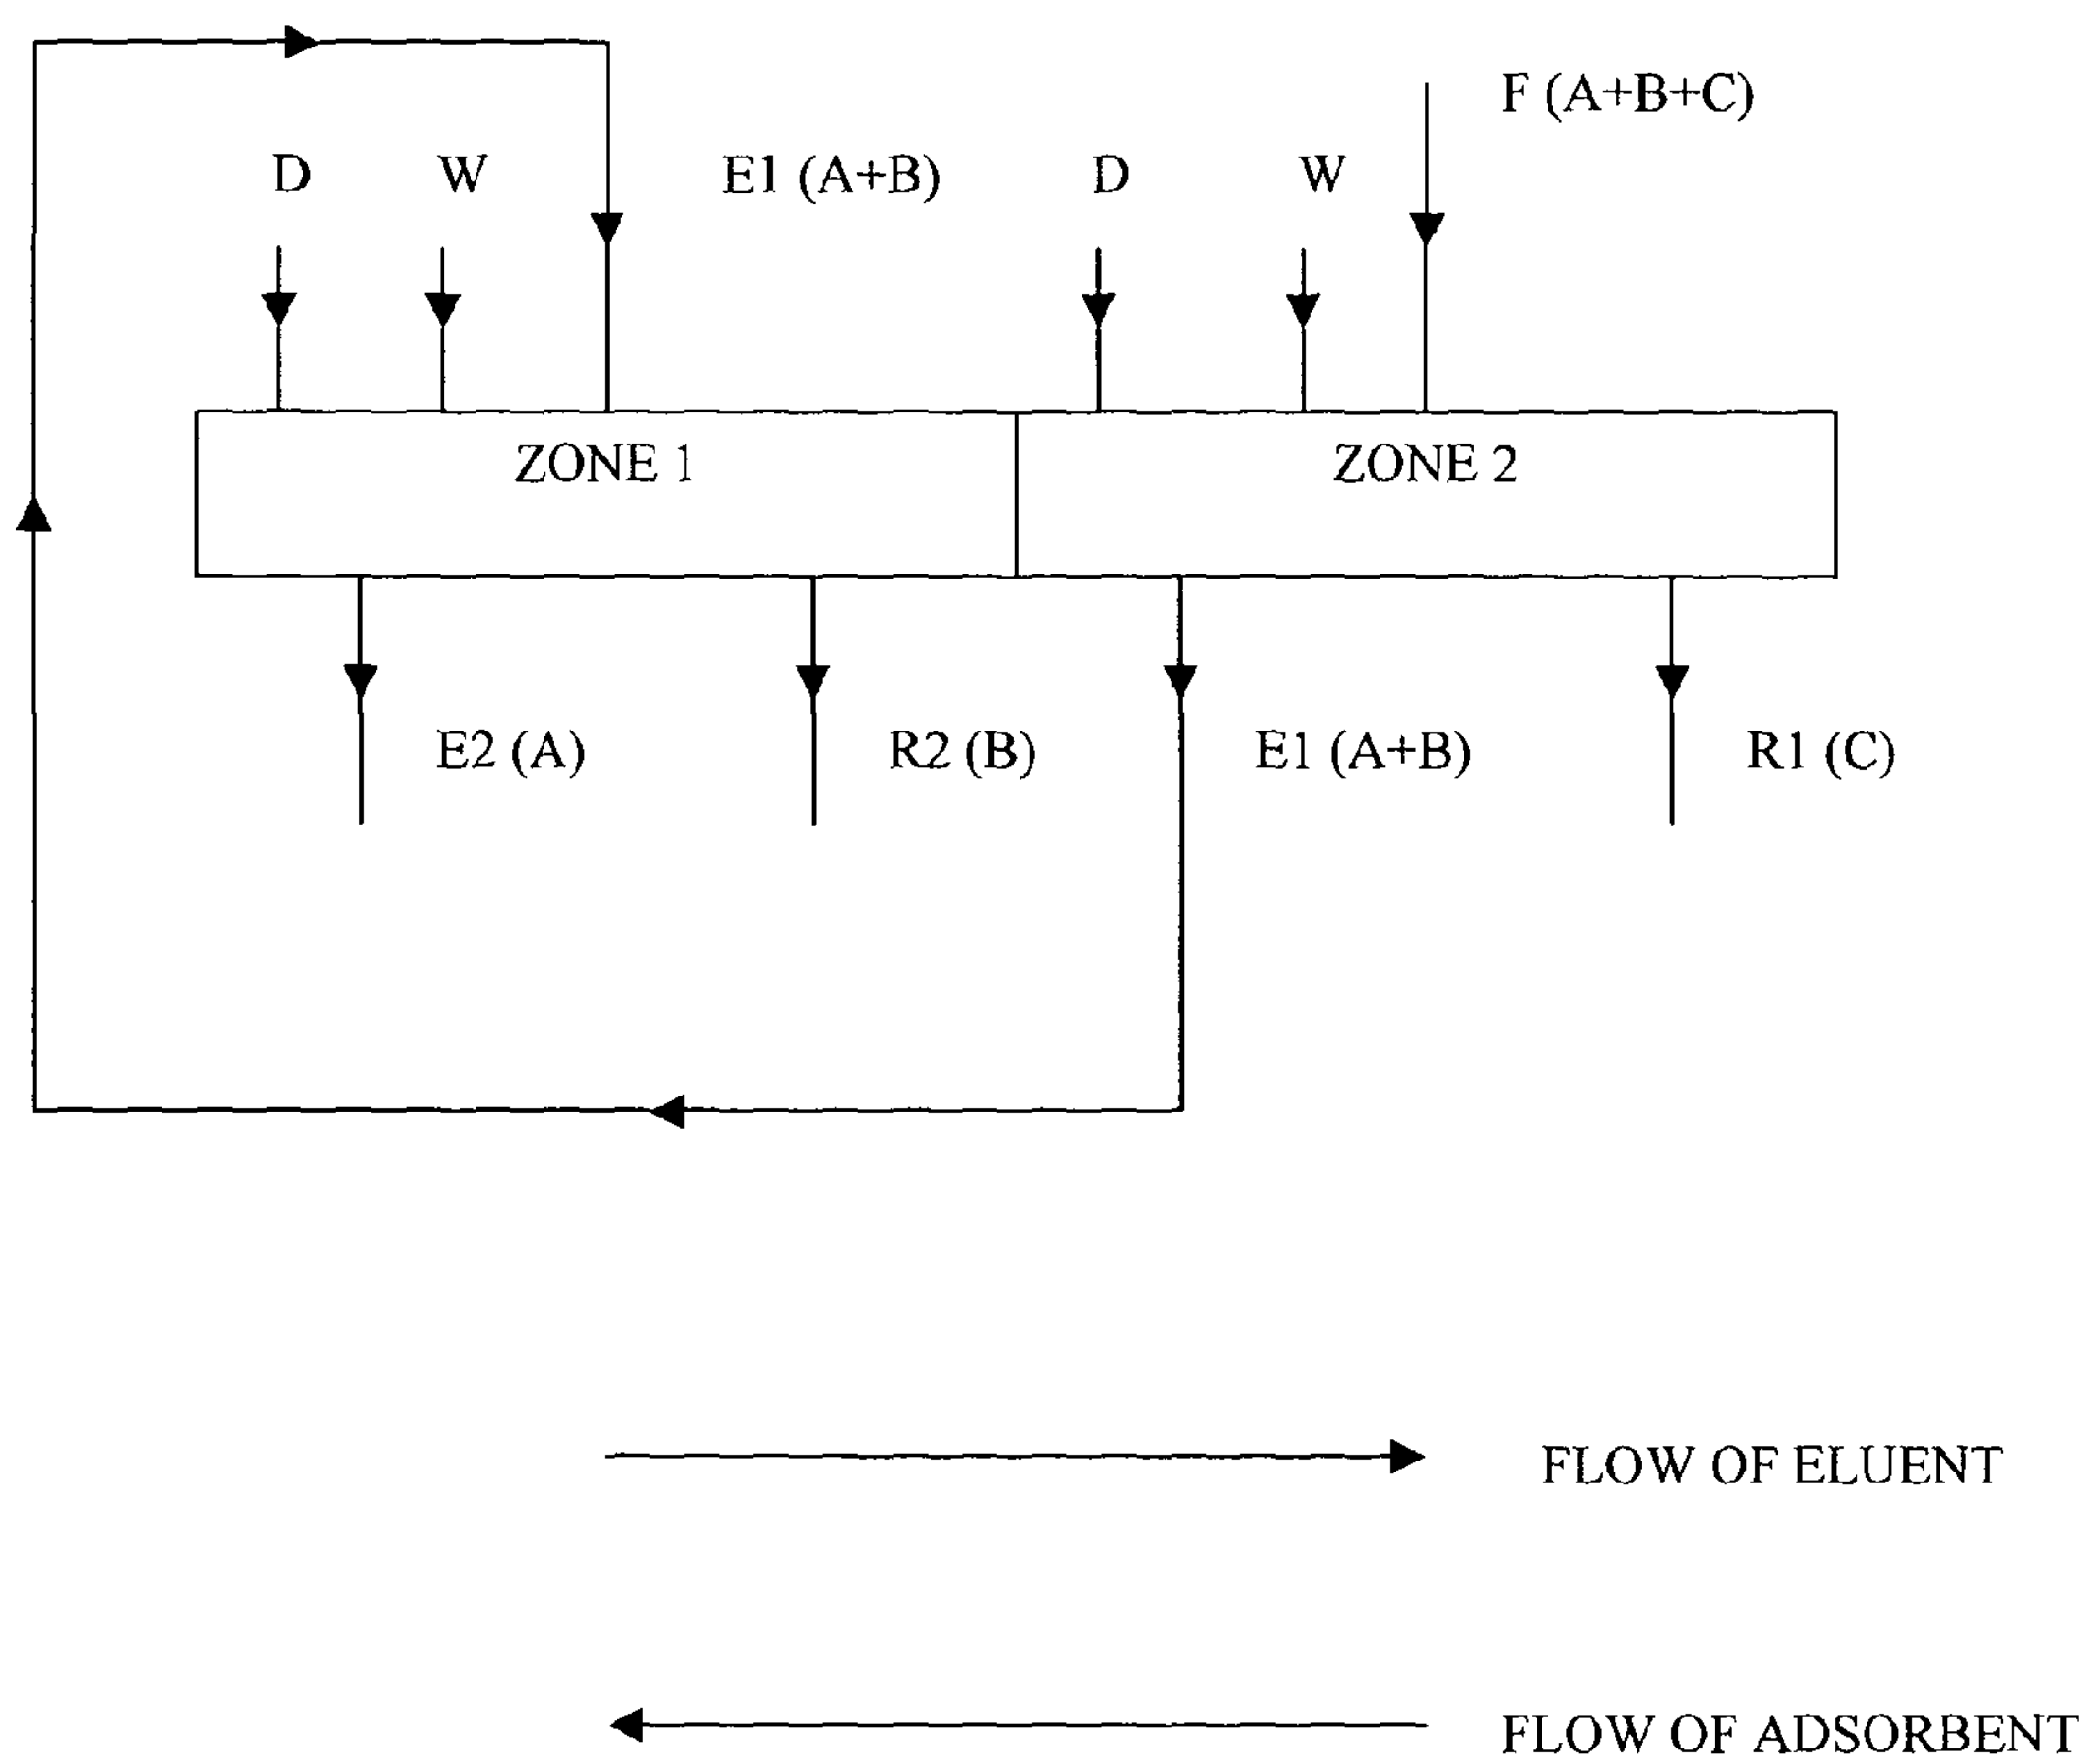 F (A+B+C)
D W E1 (A+B) D W
ZONE 1 ZONE 2
E2 (A) R2 (B) E1 (A+B) R1 (C)
FLOW OF ELUENT
FLOW OF ADSORBENT